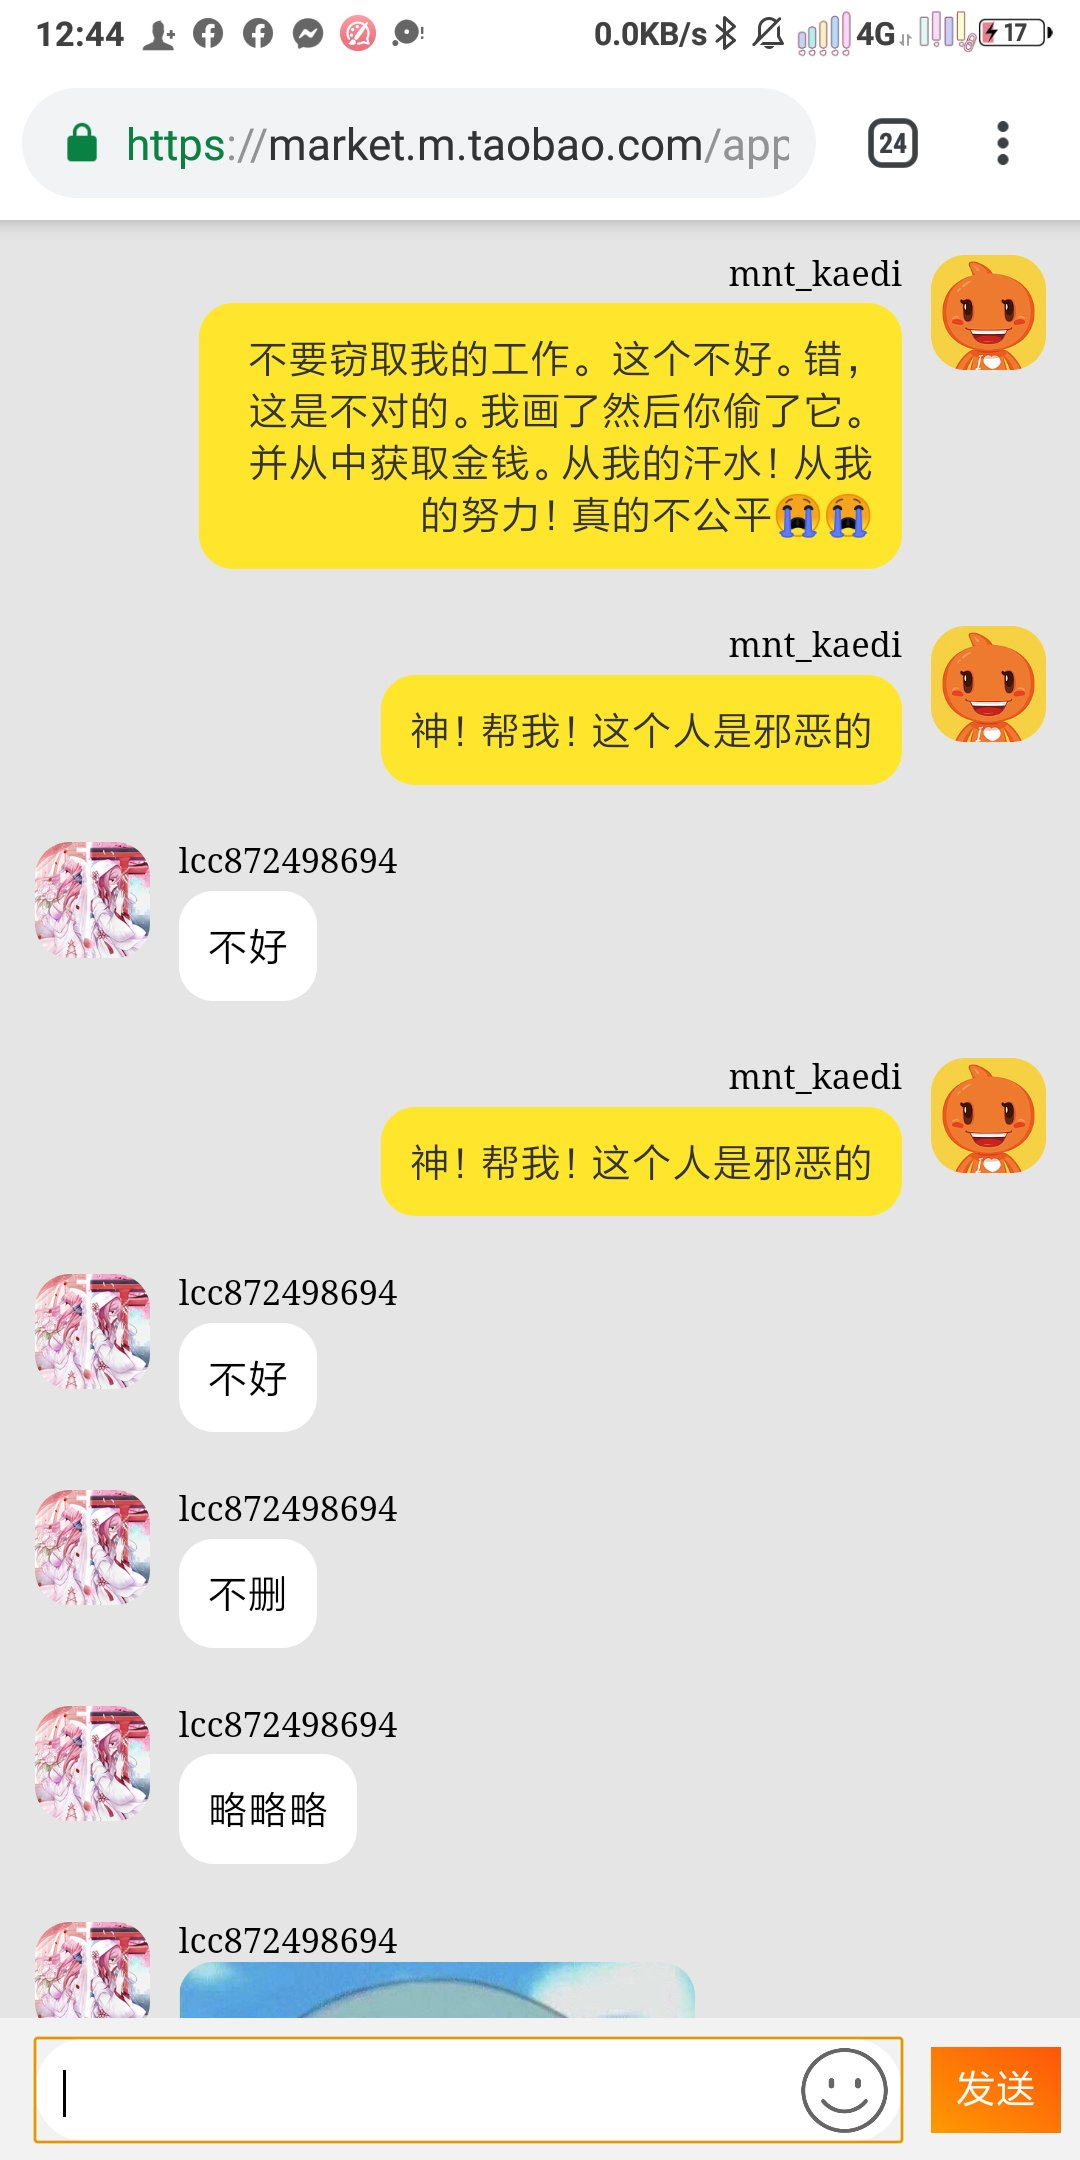 12:44
0.0KB/s 4G 17
https://market.m.taobao.com/app
24
mnt_kaedi
不要窃取我的工作。这个不好。错，
这是不对的。我画了然后你偷了它。
并从中获取金钱。从我的汗水！从我
的努力！真的不公平😭😭
mnt_kaedi
神！帮我！这个人是邪恶的
lcc872498694
不好
mnt_kaedi
神！帮我！这个人是邪恶的
lcc872498694
不好
lcc872498694
不删
lcc872498694
略略略
lcc872498694
发送